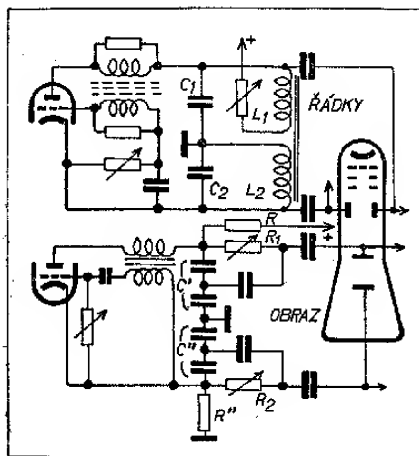 +
C1
L1
ŘÁDKY
C2
L2
R
R1
+
C'
OBRAZ
C"
R2
R"